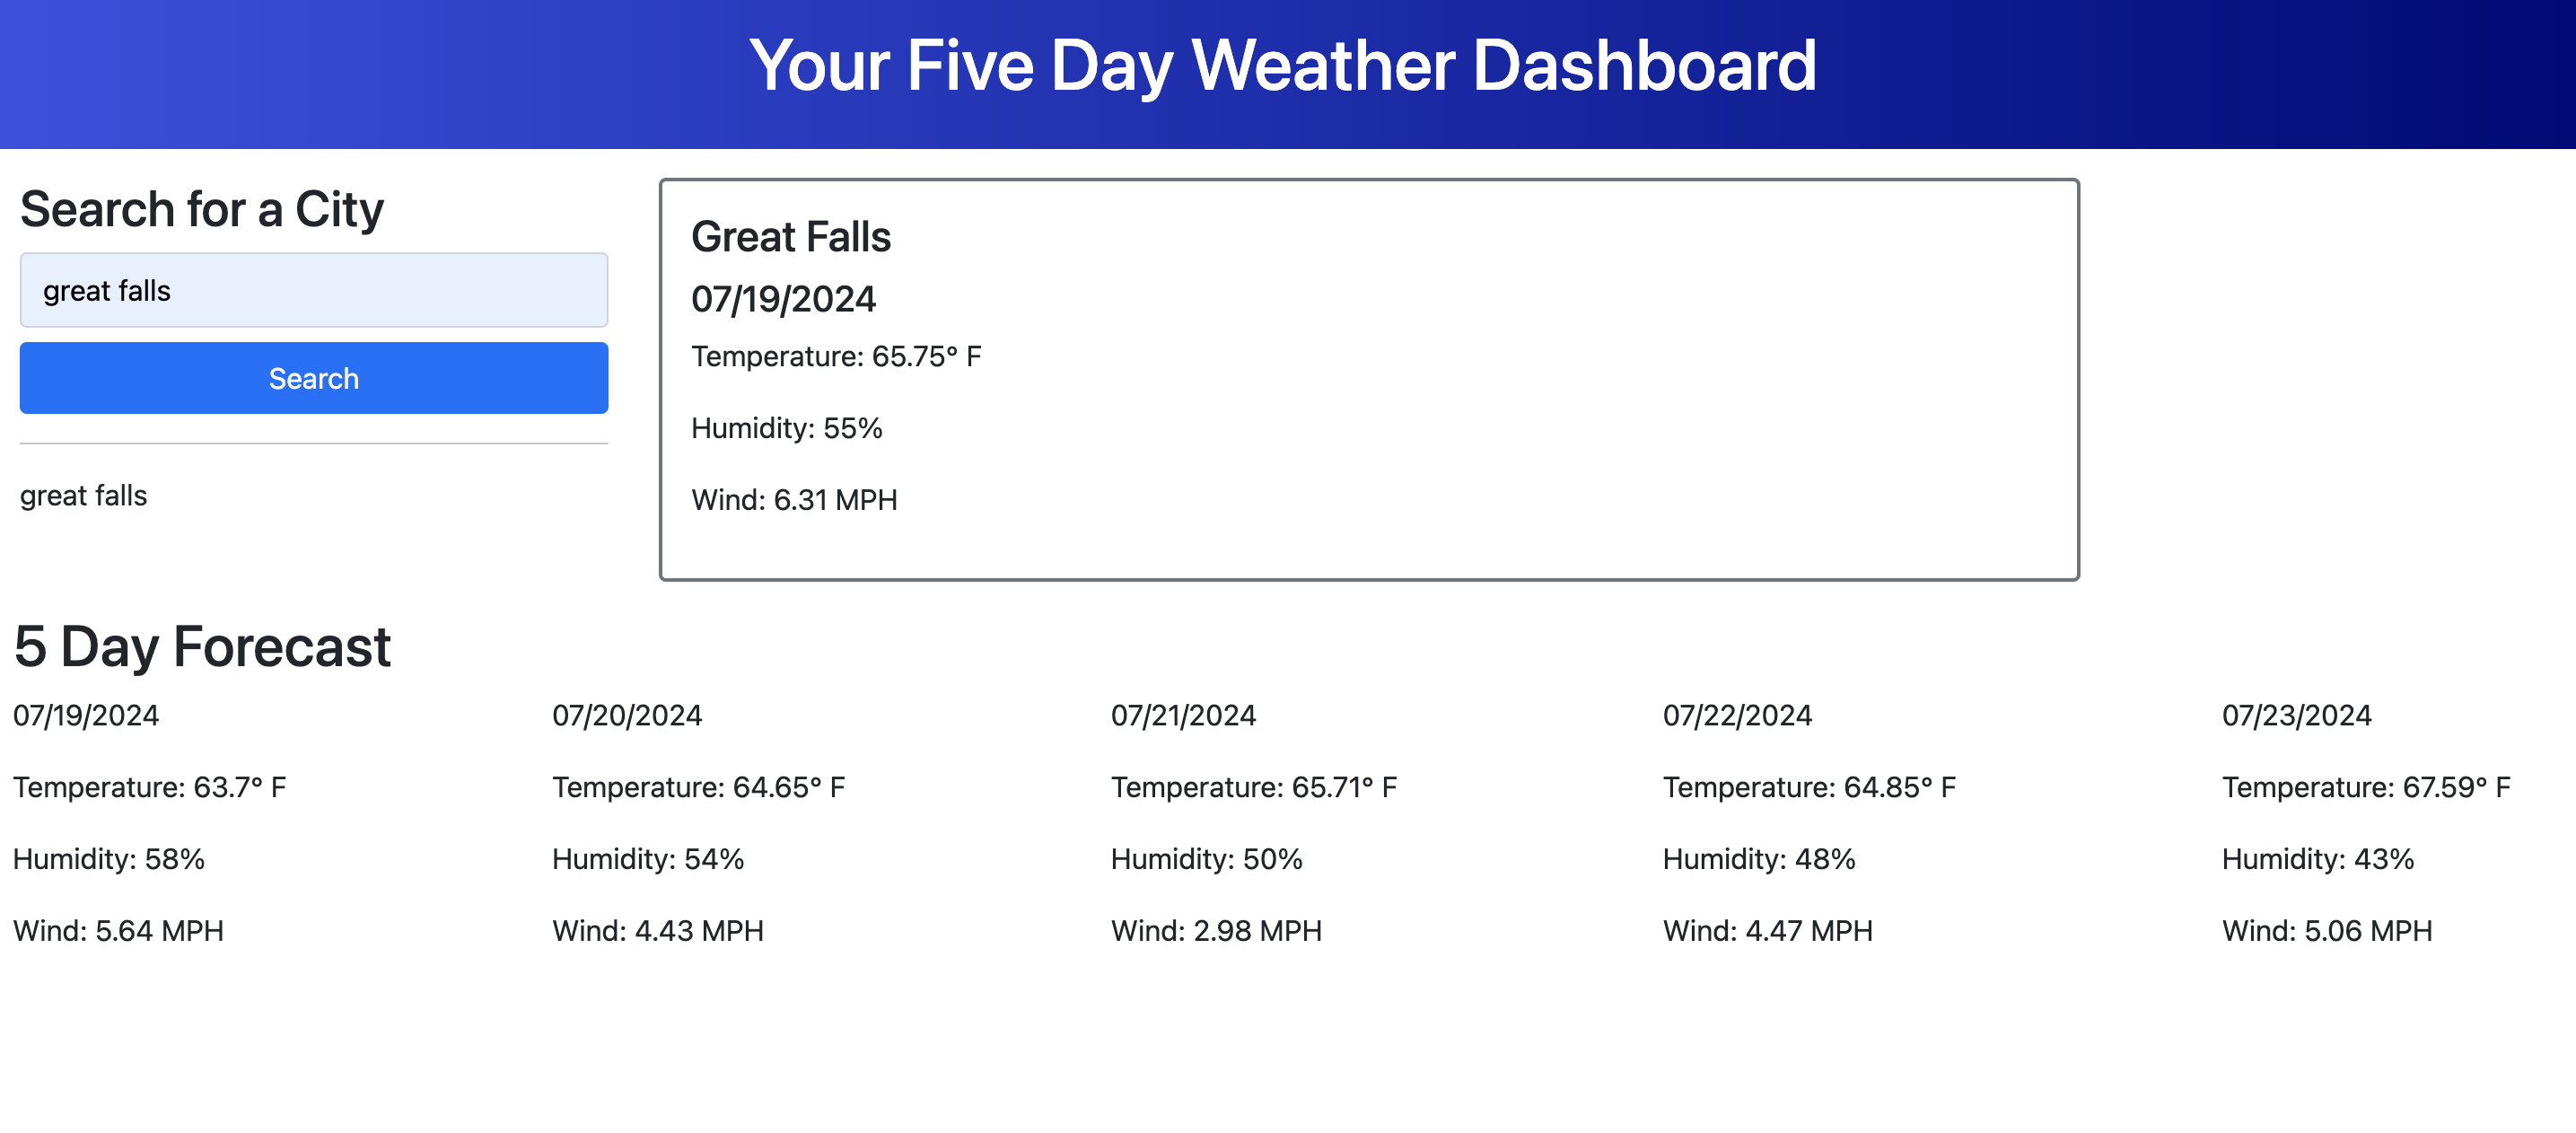 Your Five Day Weather Dashboard
Search for a City
great falls
Search
great falls
Great Falls
07/19/2024
Temperature: 65.75° F
Humidity: 55%
Wind: 6.31 MPH
5 Day Forecast
07/19/2024
Temperature: 63.7° F
Humidity: 58%
Wind: 5.64 MPH
07/20/2024
Temperature: 64.65° F
Humidity: 54%
Wind: 4.43 MPH
07/21/2024
Temperature: 65.71° F
Humidity: 50%
Wind: 2.98 MPH
07/22/2024
Temperature: 64.85° F
Humidity: 48%
Wind: 4.47 MPH
07/23/2024
Temperature: 67.59° F
Humidity: 43%
Wind: 5.06 MPH